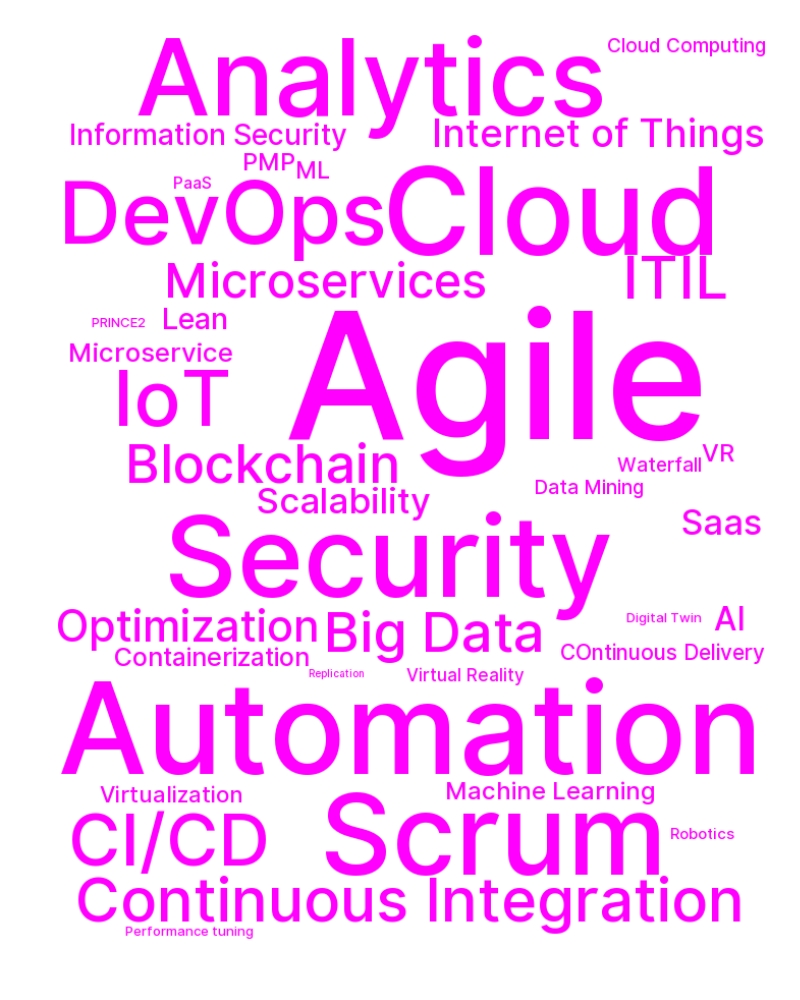 Analytics
Cloud Computing
Information Security
Internet of Things
PMP
ML
PaaS
DevOps
Cloud
Microservices
ITIL
PRINCE2
Lean
Agile
Microservice
IoT
Blockchain
Waterfall
VR
Scalability
Data Mining
Security
Saas
Optimization
Big Data
Digital Twin
AI
Containerization
COntinuous Delivery
Replication
Virtual Reality
Automation
Virtualization
Machine Learning
CI/CD
Scrum
Robotics
Continuous Integration
Performance tuning